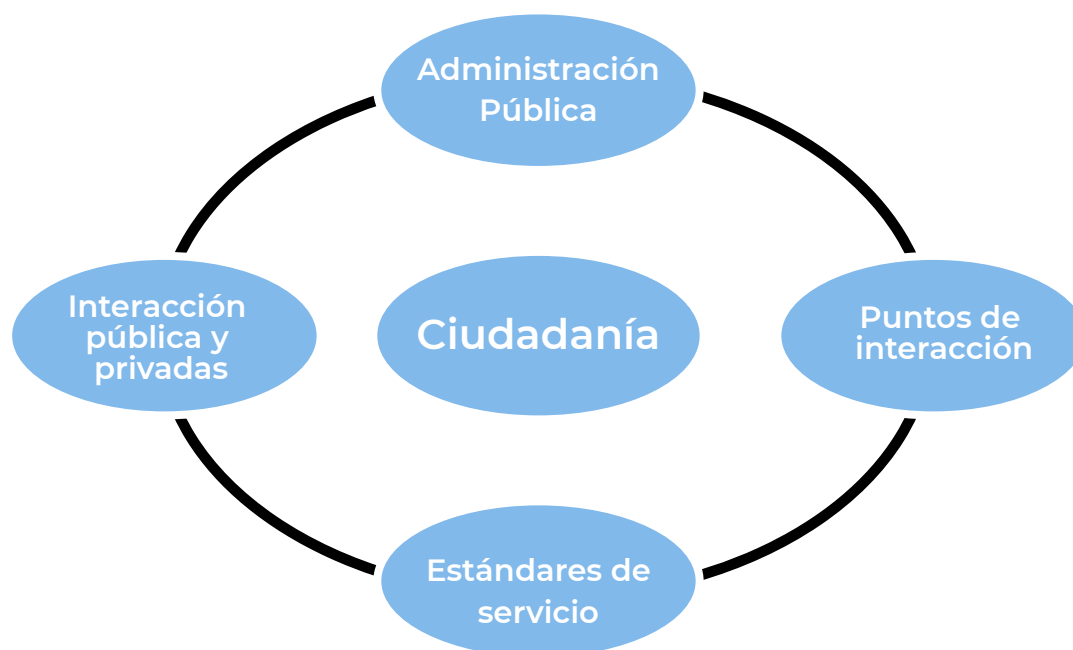 Administración
Pública
Interacción
pública y
privadas
Ciudadanía
Puntos de
interacción
Estándares de
servicio